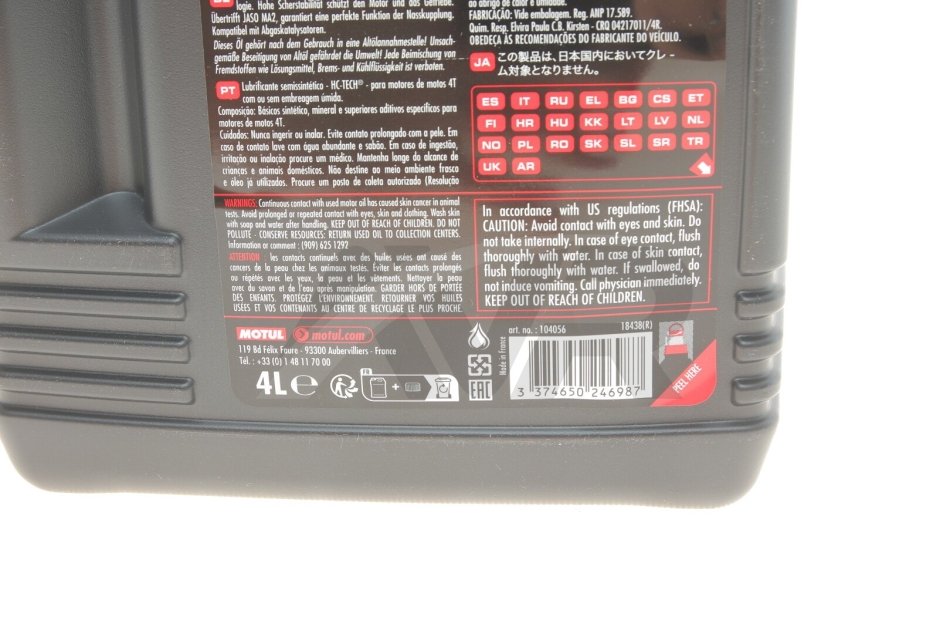 logie. Hohe Scherstabilität schützt den Motor und das Getriebe.
Übertrifft JASO MA2, garantiert eine perfekte Funktion der Nasskupplung.
Kompatibel mit Abgaskatalysatoren.
Dieses Öl gehört nach dem Gebrauch in eine Altölannahmestelle! Unsach-
gemäße Beseitigung von Altöl gefährdet die Umwelt! Jede Beimischung von
Fremdstoffen wie Lösungsmittel, Brems- und Kühlflüssigkeit ist verboten.
PT Lubrificante semissintético - HC-TECH® - para motores de motos 4T
com ou sem embreagem úmida.
Composição: Básicos sintético, mineral e superiores aditivos específicos para
motores de motos 4T.
Cuidados: Nunca ingerir ou inalar. Evite contato prolongado com a pele. Em
caso de contato lave com água abundante e sabão. Em caso de ingestão,
irritação ou inalação procure um médico. Mantenha longe do alcance de
crianças e animais domésticos. Não destine ao meio ambiente frasco
e óleo já utilizados. Procure um posto de coleta autorizado (Resolução
ao abrigo de calor e umidade.
FABRICAÇÃO: Vide embalagem. Reg. ANP 17.589.
Quim. Resp. Elvira Paula C.B. Kirsten - CRQ 04217011/4R.
OBEDEÇA ÀS RECOMENDAÇÕES DO FABRICANTE DO VEÍCULO.
JA この製品は、日本国内においてクレー
ム対象となりません。
ES IT RU EL BG CS ET
FI HR HU KK LT LV NL
NO PL RO SK SL SR TR
UK AR
WARNINGS: Continuous contact with used motor oil has caused skin cancer in animal
tests. Avoid prolonged or repeated contact with eyes, skin and clothing. Wash skin
with soap and water after handling. KEEP OUT OF REACH OF CHILDREN. DO NOT
POLLUTE - CONSERVE RESOURCES: RETURN USED OIL TO COLLECTION CENTERS.
Information or comment : (909) 625 1292
ATTENTION : les contacts continuels avec des huiles usées ont causé des
cancers de la peau chez les animaux testés. Éviter les contacts prolongés
ou répétés avec les yeux, la peau et les vêtements. Nettoyer la peau
avec du savon et de l'eau après manipulation. GARDER HORS DE PORTÉE
DES ENFANTS. PROTÉGEZ L'ENVIRONNEMENT. RETOURNER VOS HUILES
USÉES ET VOS CONTENANTS AU CENTRE DE RECYCLAGE LE PLUS PROCHE.
In accordance with US regulations (FHSA):
CAUTION: Avoid contact with eyes and skin. Do
not take internally. In case of eye contact, flush
thoroughly with water. In case of skin contact,
flush thoroughly with water. If swallowed, do
not induce vomiting. Call physician immediately.
KEEP OUT OF REACH OF CHILDREN.
MOTUL motul.com
119 Bd Félix Faure - 93300 Aubervilliers - France
Tél. : +33 (0) 1 48 11 70 00
4L e
FR
+
EAC
Made in France
art. no. : 104056 18438(R)
3 374650 246987
PEEL HERE